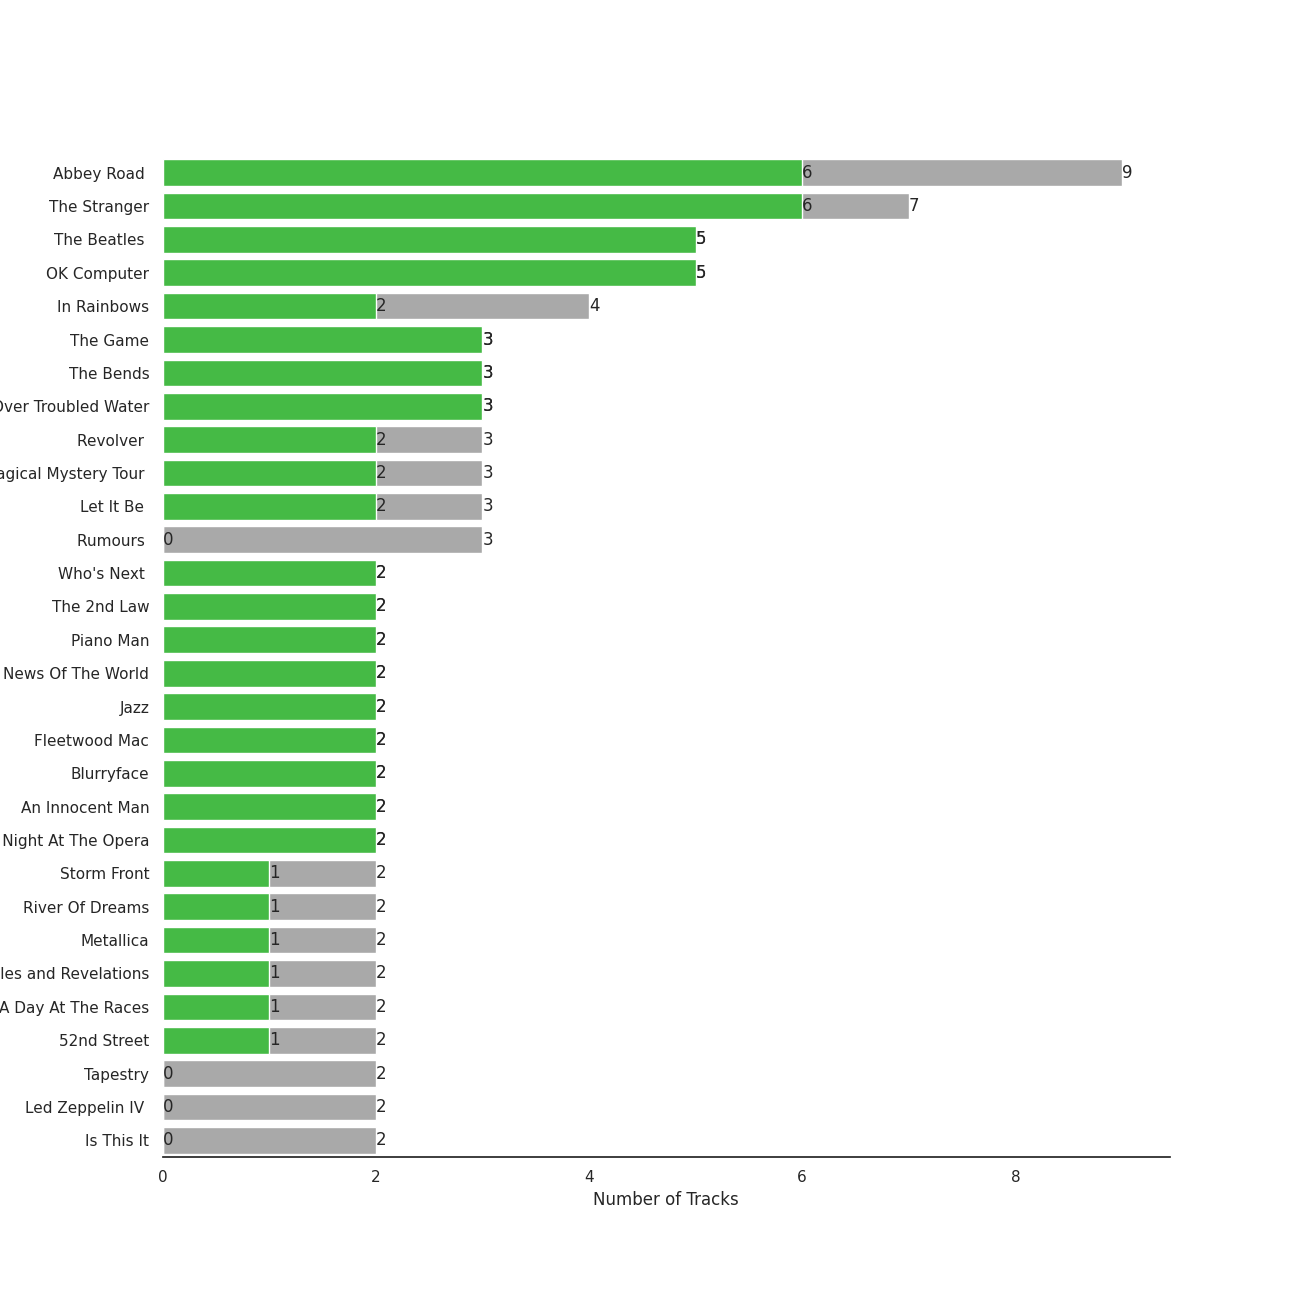 Abbey Road 6 9
The Stranger 6 7
The Beatles 5
OK Computer 5
In Rainbows 2 4
The Game 3
The Bends 3
Over Troubled Water 3
Revolver 2 3
agical Mystery Tour 2 3
Let It Be 2 3
Rumours 0 3
Who's Next 2
The 2nd Law 2
Piano Man 2
News Of The World 2
Jazz 2
Fleetwood Mac 2
Blurryface 2
An Innocent Man 2
Night At The Opera 2
Storm Front 1 2
River Of Dreams 1 2
Metallica 1 2
les and Revelations 1 2
A Day At The Races 1 2
52nd Street 1 2
Tapestry 0 2
Led Zeppelin IV 0 2
Is This It 0 2
0 2 4 6 8
Number of Tracks